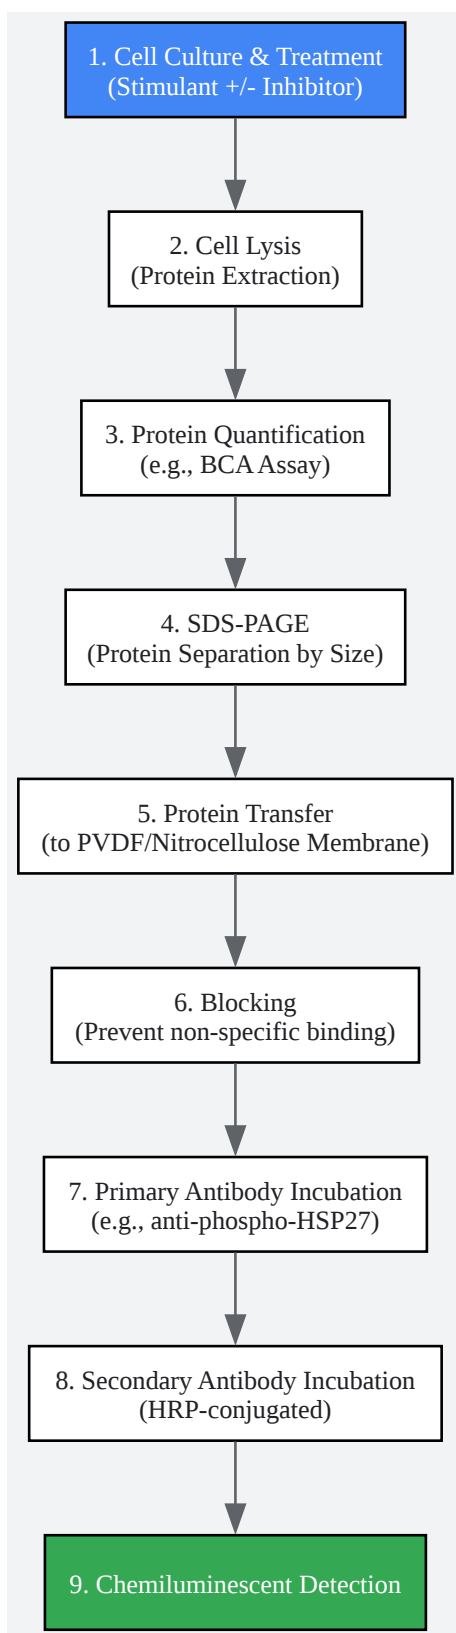 1. Cell Culture & Treatment
(Stimulant +/- Inhibitor)
2. Cell Lysis
(Protein Extraction)
3. Protein Quantification
(e.g., BCA Assay)
4. SDS-PAGE
(Protein Separation by Size)
5. Protein Transfer
(to PVDF/Nitrocellulose Membrane)
6. Blocking
(Prevent non-specific binding)
7. Primary Antibody Incubation
(e.g., anti-phospho-HSP27)
8. Secondary Antibody Incubation
(HRP-conjugated)
9. Chemiluminescent Detection